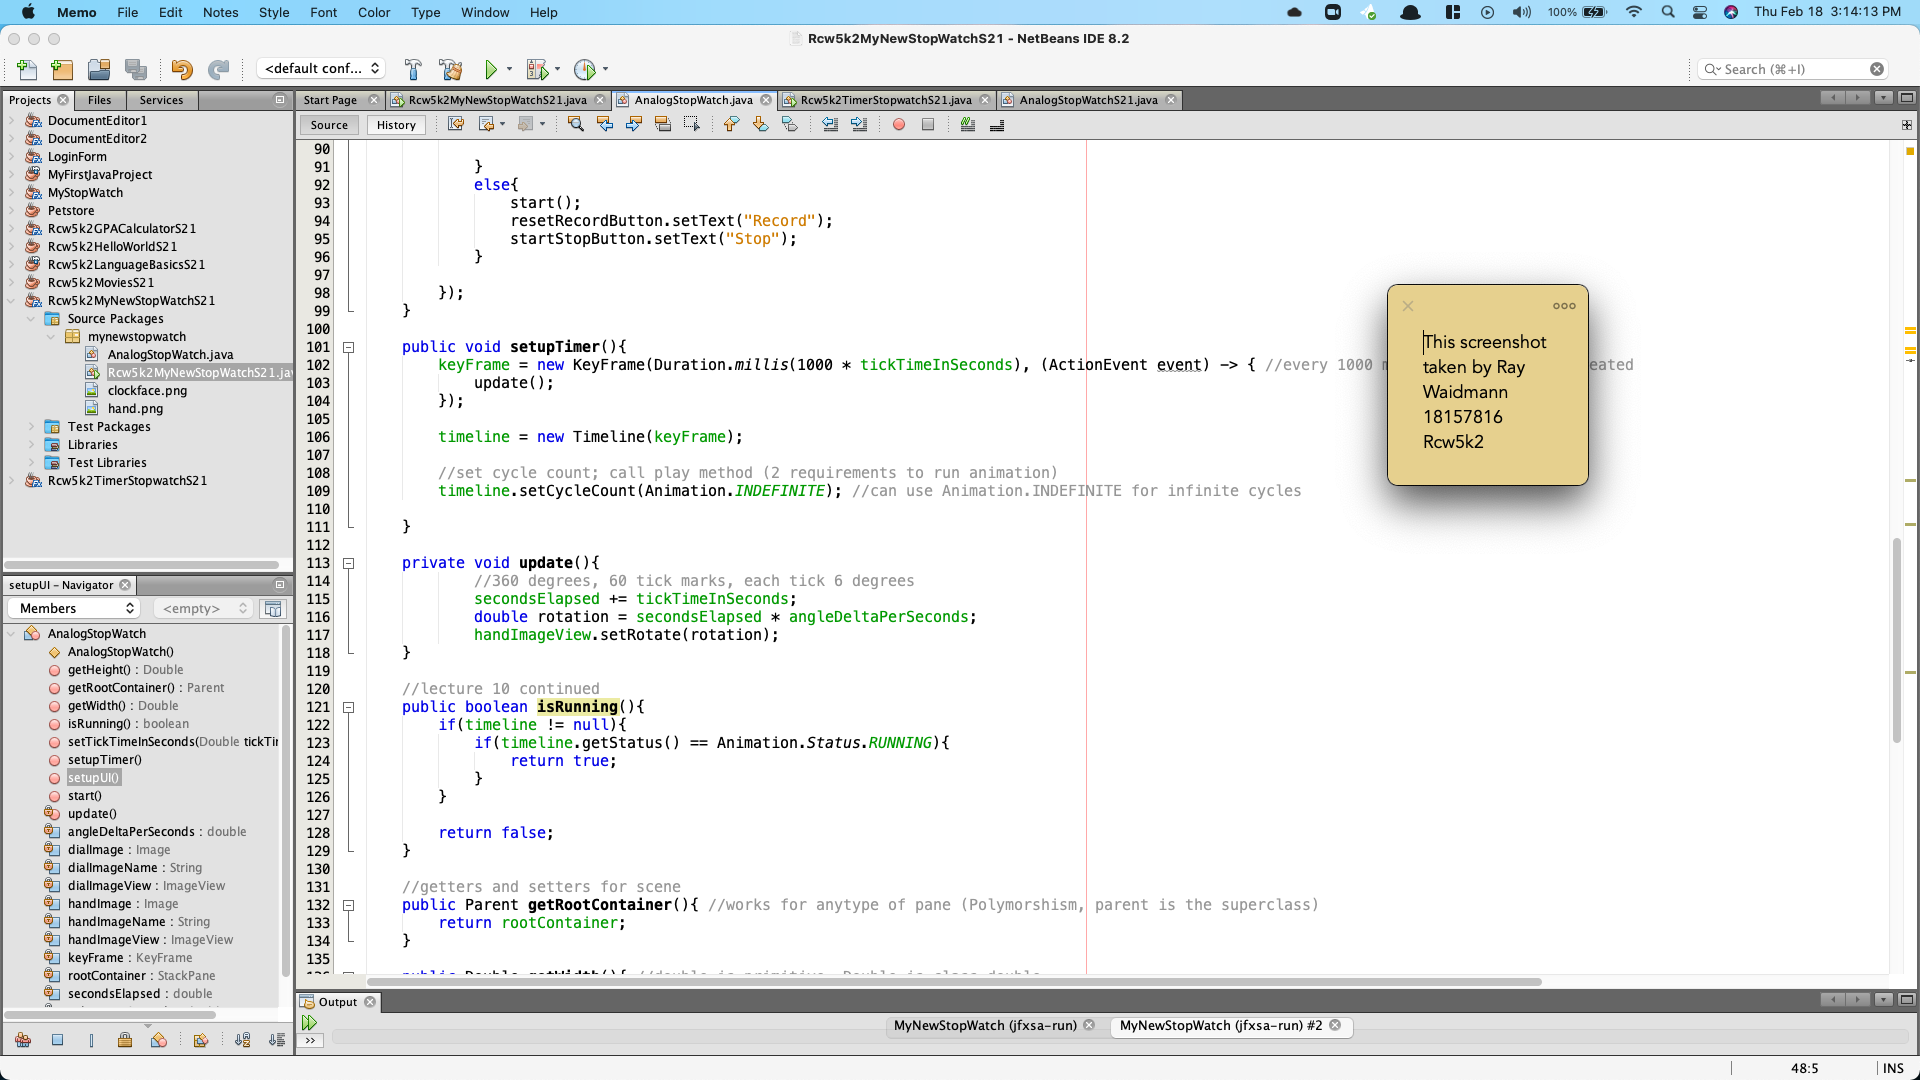 Memo File Edit Notes Style Font Color Type Window Help 100% Thu Feb 18 3:14:13 PM
Rcw5k2MyNewStopWatchS21 - NetBeans IDE 8.2
<default conf... Search (⌘+I)
Projects Files Services
Start Page Rcw5k2MyNewStopWatchS21.java AnalogStopWatch.java Rcw5k2TimerStopwatchS21.java AnalogStopWatchS21.java
Source History
DocumentEditor1
DocumentEditor2
LoginForm
MyFirstJavaProject
MyStopWatch
Petstore
Rcw5k2GPACalculatorS21
Rcw5k2HelloWorldS21
Rcw5k2LanguageBasicsS21
Rcw5k2MoviesS21
Rcw5k2MyNewStopWatchS21
Source Packages
mynewstopwatch
AnalogStopWatch.java
Rcw5k2MyNewStopWatchS21.jav
clockface.png
hand.png
Test Packages
Libraries
Test Libraries
Rcw5k2TimerStopwatchS21
setupUI - Navigator
Members <empty>
AnalogStopWatch
AnalogStopWatch()
getHeight() : Double
getRootContainer() : Parent
getWidth() : Double
isRunning() : boolean
setTickTimeInSeconds(Double tickTi
setupTimer()
setupUI()
start()
update()
angleDeltaPerSeconds : double
dialImage : Image
dialImageName : String
dialImageView : ImageView
handImage : Image
handImageName : String
handImageView : ImageView
keyFrame : KeyFrame
rootContainer : StackPane
secondsElapsed : double
90
91 }
92 else{
93 start();
94 resetRecordButton.setText("Record");
95 startStopButton.setText("Stop");
96 }
97
98 });
99 }
100
101 public void setupTimer(){
102 keyFrame = new KeyFrame(Duration.millis(1000 * tickTimeInSeconds), (ActionEvent event) -> { //every 1000 m eated
103 update();
104 });
105
106 timeline = new Timeline(keyFrame);
107
108 //set cycle count; call play method (2 requirements to run animation)
109 timeline.setCycleCount(Animation.INDEFINITE); //can use Animation.INDEFINITE for infinite cycles
110
111 }
112
113 private void update(){
114 //360 degrees, 60 tick marks, each tick 6 degrees
115 secondsElapsed += tickTimeInSeconds;
116 double rotation = secondsElapsed * angleDeltaPerSeconds;
117 handImageView.setRotate(rotation);
118 }
119
120 //lecture 10 continued
121 public boolean isRunning(){
122 if(timeline != null){
123 if(timeline.getStatus() == Animation.Status.RUNNING){
124 return true;
125 }
126 }
127
128 return false;
129 }
130
131 //getters and setters for scene
132 public Parent getRootContainer(){ //works for anytype of pane (Polymorshism, parent is the superclass)
133 return rootContainer;
134 }
135
This screenshot
taken by Ray
Waidmann
18157816
Rcw5k2
Output
MyNewStopWatch (jfxsa-run) MyNewStopWatch (jfxsa-run) #2
48:5 INS